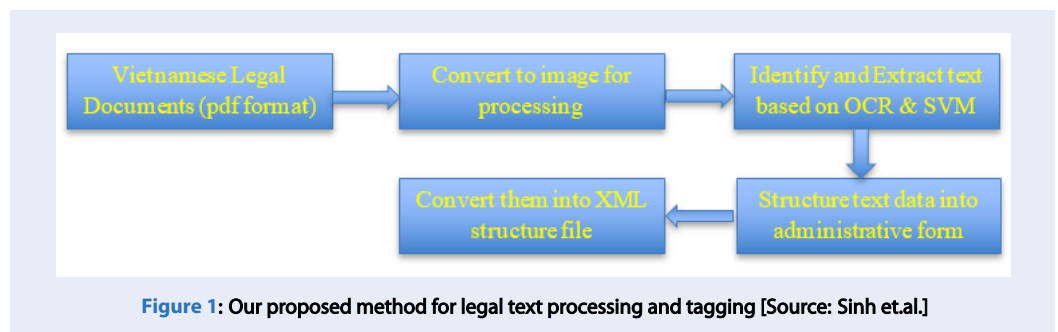 Vietnamese Legal
Documents (pdf format)
Convert to image for
processing
Identify and Extract text
based on OCR & SVM
Structure text data into
administrative form
Convert them into XML
structure file
Figure 1: Our proposed method for legal text processing and tagging [Source: Sinh et.al.]